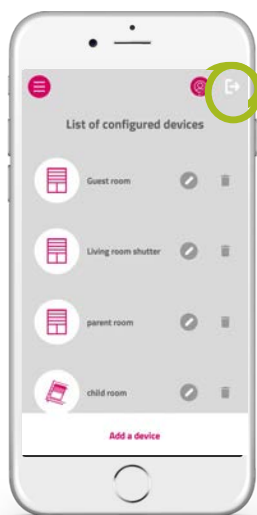 List of configured devices
Guest room
Living room shutter
parent room
child room
Add a device